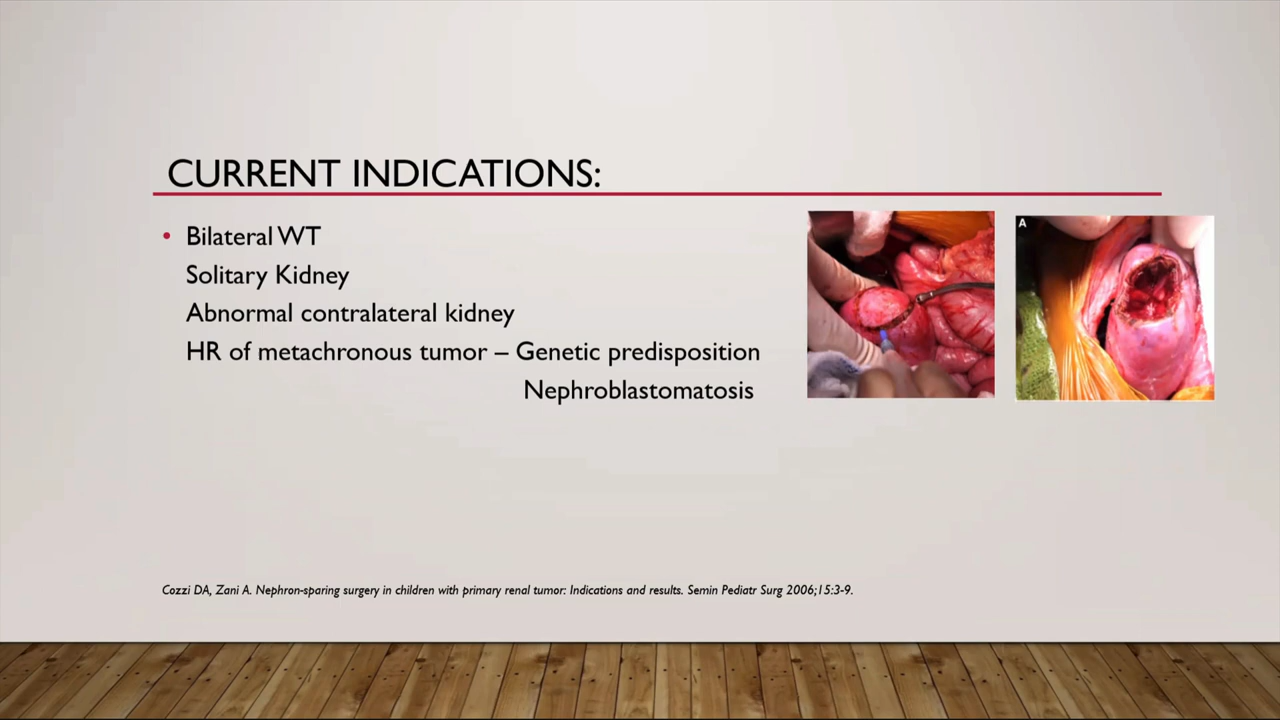 CURRENT INDICATIONS:
• Bilateral WT
Solitary Kidney
Abnormal contralateral kidney
HR of metachronous tumor – Genetic predisposition
Nephroblastomatosis
A
Cozzi DA, Zani A. Nephron-sparing surgery in children with primary renal tumor: Indications and results. Semin Pediatr Surg 2006;15:3-9.